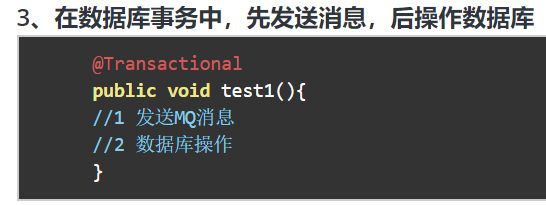 3、在数据库事务中，先发送消息，后操作数据库
@Transactional
public void test1(){
//1 发送MQ消息
//2 数据库操作
}